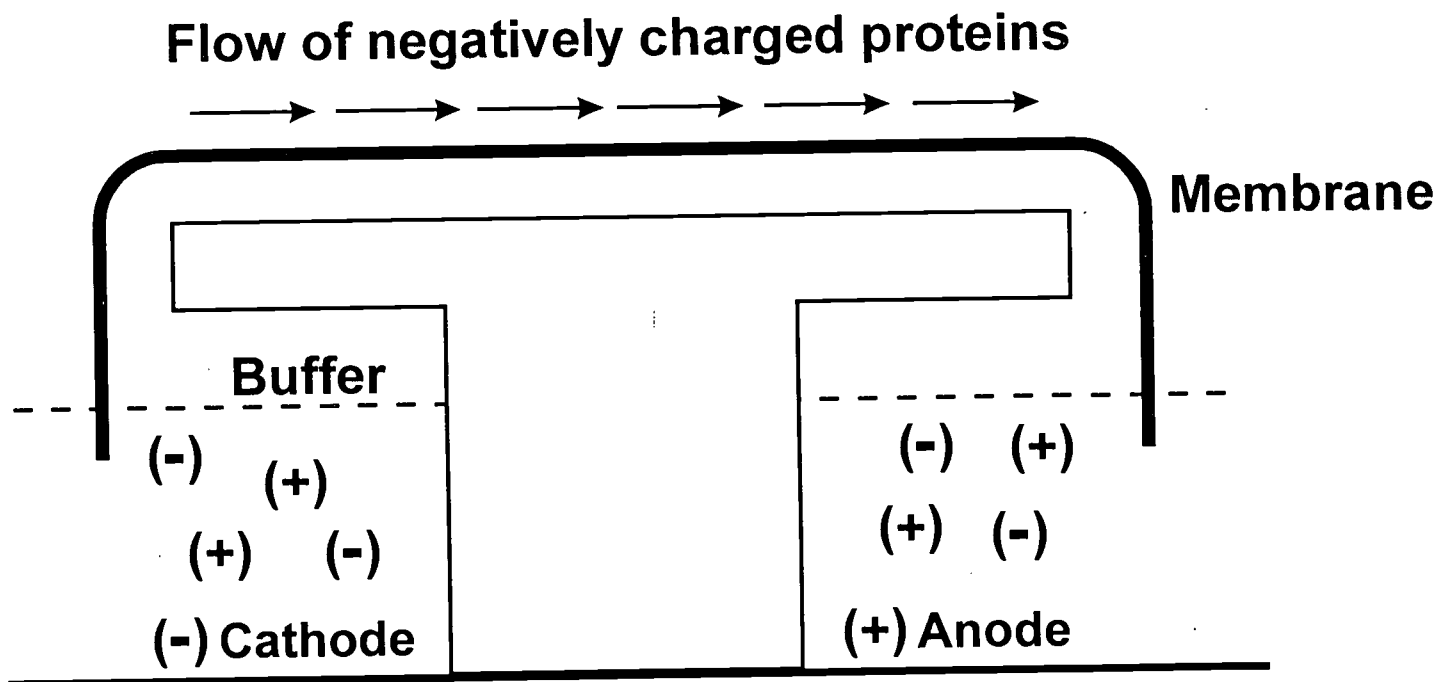 Flow of negatively charged proteins
Membrane
Buffer
(-) (+)
(+) (-)
(-) Cathode
(-) (+)
(+) (-)
(+) Anode